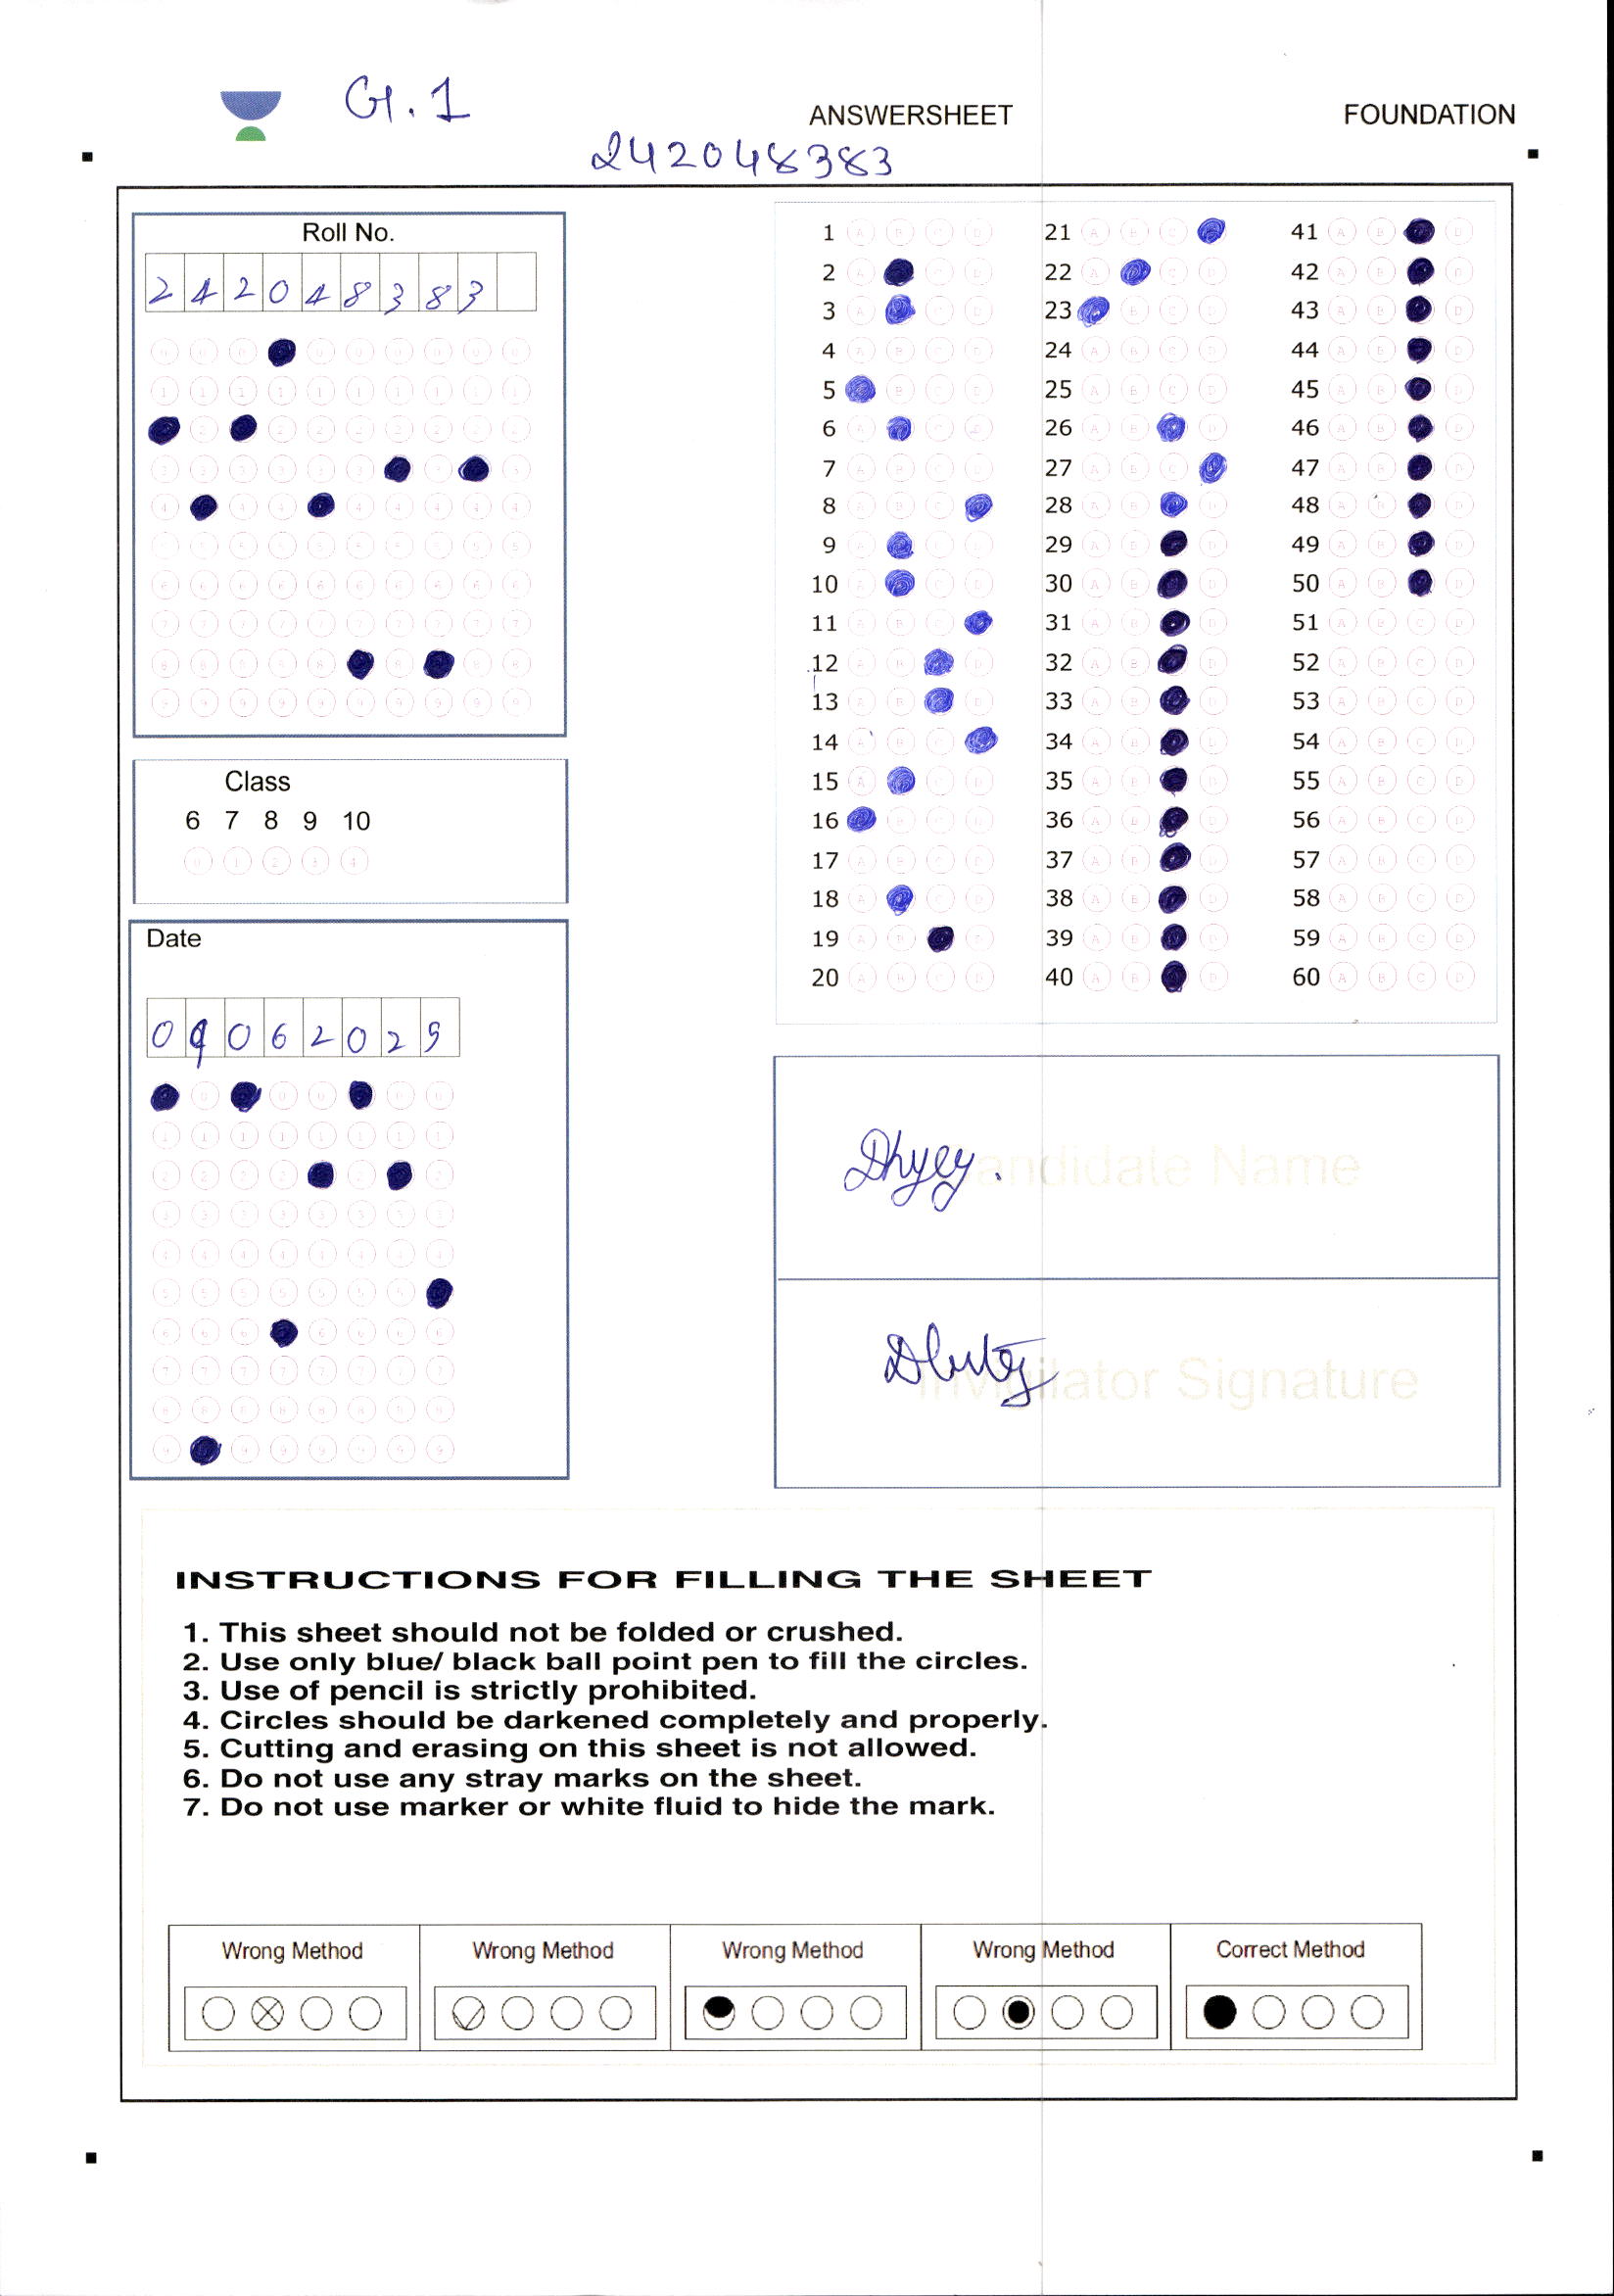 G.1
ANSWERSHEET
FOUNDATION
242048383
Roll No.
2 4 2 0 4 8 3 8 3
Class
6 7 8 9 10
Date
0 9 0 6 2 0 2 5
1 A B C D
2 A C D
3 A C D
4 A B C D
5 B C D
6 A C D
7 A B C D
8 A B C
9 A C D
10 A C D
11 A B C
12 A B D
13 A B D
14 A B C
15 A C D
16 B C D
17 A B C D
18 A C D
19 A B D
20 A B C D
21 A B C
22 A C D
23 B C D
24 A B C D
25 A B C D
26 A B D
27 A B C
28 A B D
29 A B D
30 A B D
31 A B D
32 A B D
33 A B D
34 A B D
35 A B D
36 A B D
37 A B D
38 A B D
39 A B D
40 A B D
41 A B D
42 A B D
43 A B D
44 A B D
45 A B D
46 A B D
47 A B D
48 A B D
49 A B D
50 A B D
51 A B C D
52 A B C D
53 A B C D
54 A B C D
55 A B C D
56 A B C D
57 A B C D
58 A B C D
59 A B C D
60 A B C D
Dhyey.
Candidate Name
Invigilator Signature
INSTRUCTIONS FOR FILLING THE SHEET
1. This sheet should not be folded or crushed.
2. Use only blue/ black ball point pen to fill the circles.
3. Use of pencil is strictly prohibited.
4. Circles should be darkened completely and properly.
5. Cutting and erasing on this sheet is not allowed.
6. Do not use any stray marks on the sheet.
7. Do not use marker or white fluid to hide the mark.
Wrong Method
Wrong Method
Wrong Method
Wrong Method
Correct Method